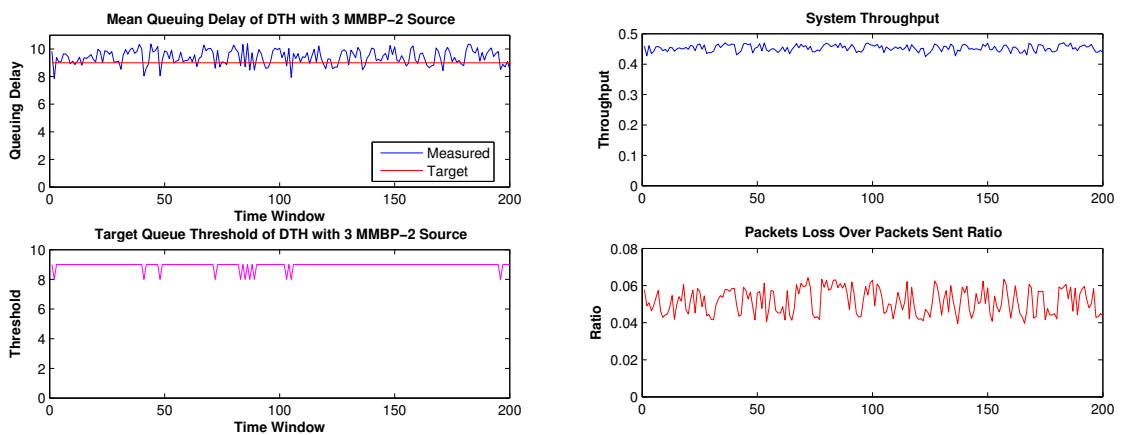 Mean Queuing Delay of DTH with 3 MMBP−2 Source
Queuing Delay
10
8
6
4
2
0
Measured
Target
0 50 100 150 200
Time Window
System Throughput
Throughput
0.5
0.4
0.3
0.2
0.1
0
0 50 100 150 200
Target Queue Threshold of DTH with 3 MMBP−2 Source
Threshold
10
8
6
4
2
0
0 50 100 150 200
Time Window
Packets Loss Over Packets Sent Ratio
Ratio
0.08
0.06
0.04
0.02
0
0 50 100 150 200